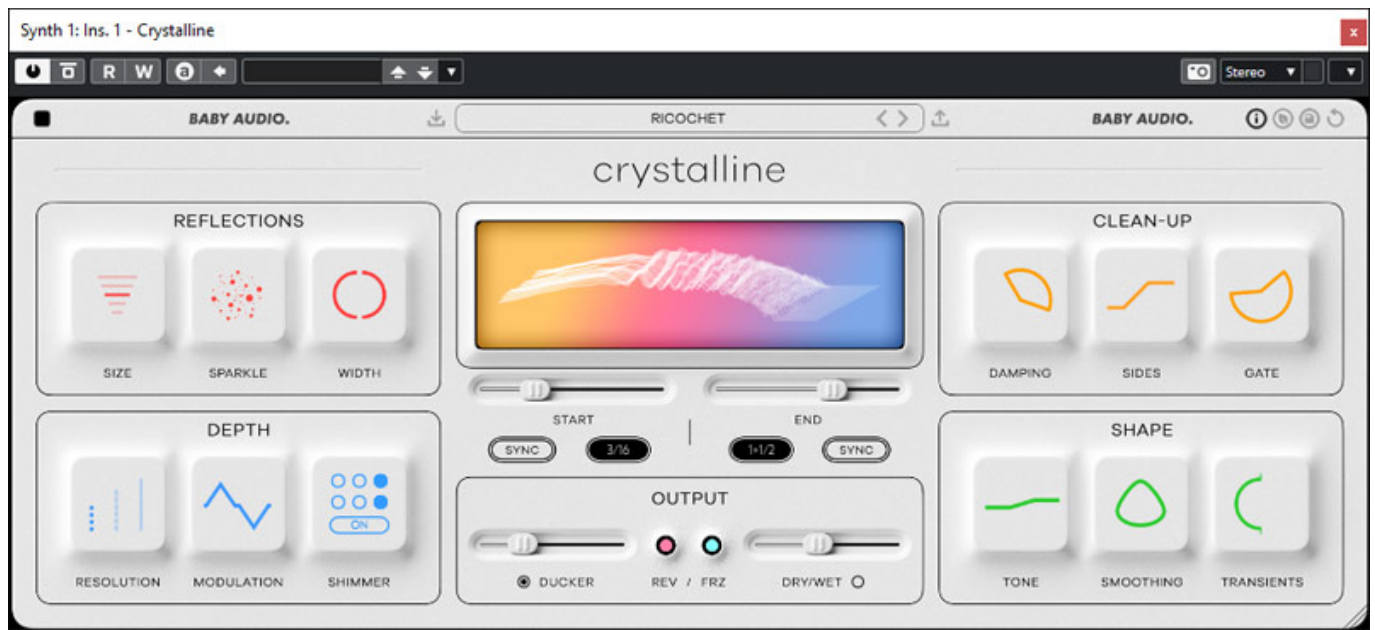 Synth 1: Ins. 1 - Crystalline
x
R W a Stereo
BABY AUDIO. RICOCHET BABY AUDIO.
crystalline
REFLECTIONS
SIZE SPARKLE WIDTH
CLEAN-UP
DAMPING SIDES GATE
START END
SYNC 3/16 1+1/2 SYNC
DEPTH
ON
RESOLUTION MODULATION SHIMMER
OUTPUT
DUCKER REV / FRZ DRY/WET
SHAPE
TONE SMOOTHING TRANSIENTS